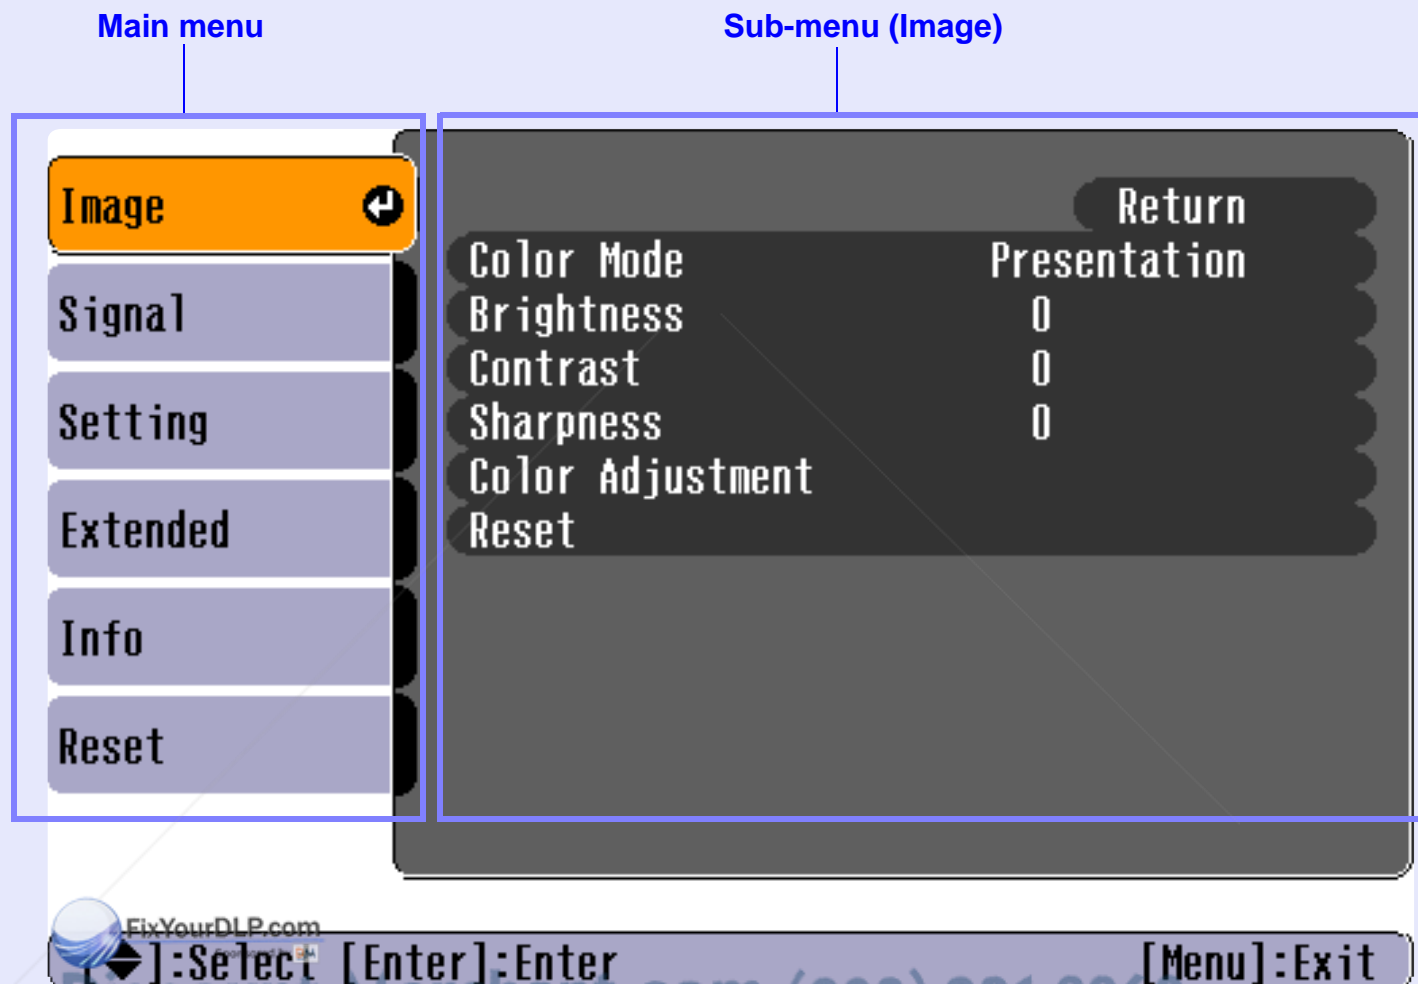 Main menu
Sub-menu (Image)
Image
Signal
Setting
Extended
Info
Reset
Return
Color Mode Presentation
Brightness 0
Contrast 0
Sharpness 0
Color Adjustment
Reset
FixYourDLP.com
[◆]:Select [Enter]:Enter [Menu]:Exit